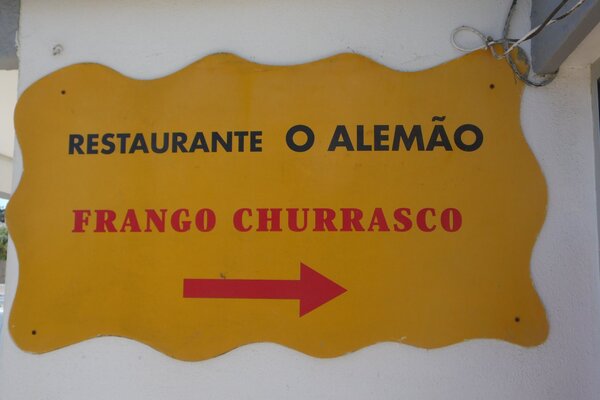 RESTAURANTE O ALEMÃO
FRANGO CHURRASCO